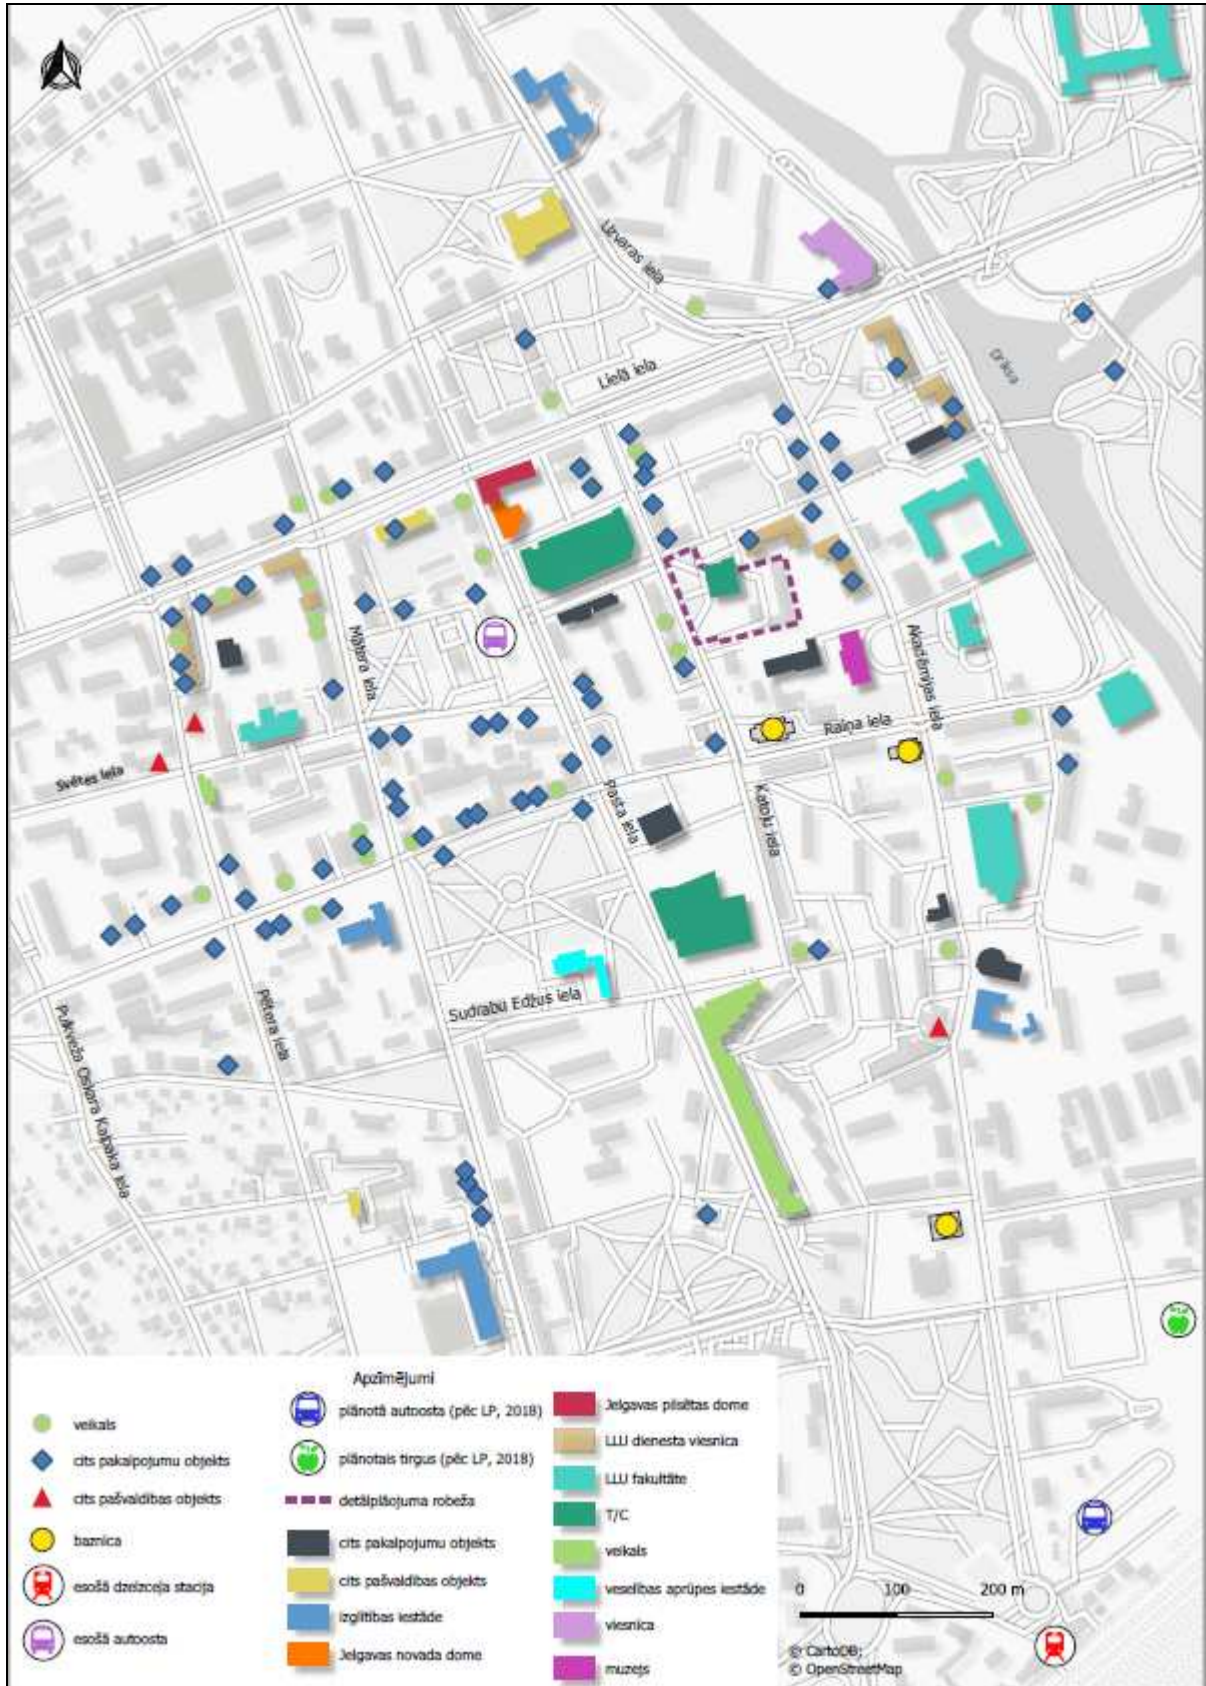 Uzvaras iela
Lielā iela
Driksa
Mātera iela
Akadēmijas iela
Raiņa iela
Svētes iela
Pasta iela
Katoļu iela
Sudrabu Edžus iela
Pētera iela
Pulkveža Oskara Kalpaka iela
Apzīmējumi
veikals
cits pakalpojumu objekts
cits pašvaldības objekts
baznica
esošā dzelzceļa stacija
esošā autoosta
plānotā autoosta (pēc LP, 2018)
plānotais tirgus (pēc LP, 2018)
detālplāojuma robeža
cits pakalpojumu objekts
cits pašvaldības objekts
izglītības iestāde
Jelgavas novada dome
Jelgavas pilsētas dome
LLU dienesta viesnica
LLU fakultāte
T/C
veikals
veselības aprūpes iestāde
viesnica
muzejs
0 100 200 m
© CartoDB;
© OpenStreetMap